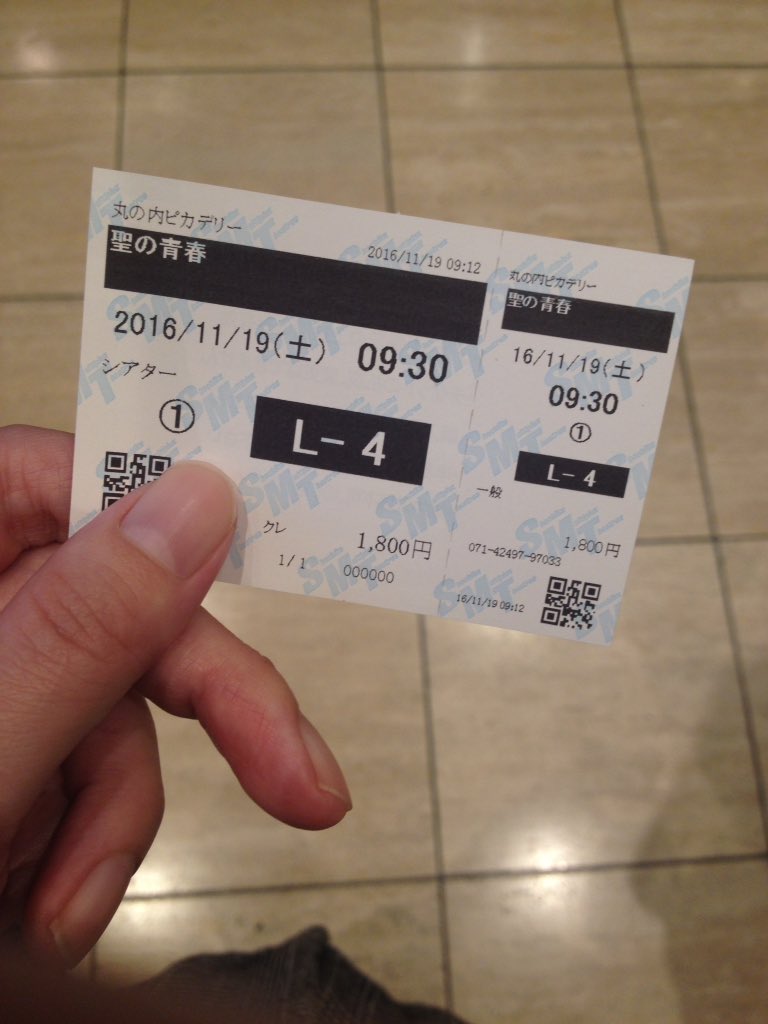 丸の内ピカデリー
聖の青春
2016/11/19 09:12
2016/11/19(土) 09:30
シアター
①
L- 4
クレ
1,800円
1/1
000000
丸の内ピカデリー
聖の青春
16/11/19(土)
09:30
①
L- 4
一般
1,800円
071-42497-97033
16/11/19 09:12
SMT